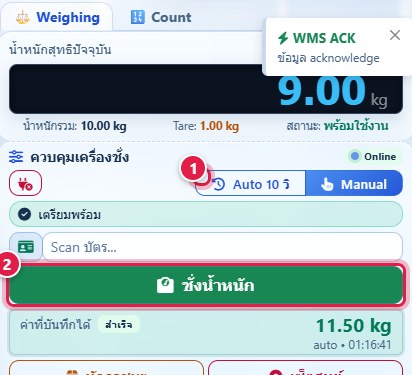 Weighing
Count
WMS ACK
ข้อมูล acknowledge
น้ำหนักสุทธิปัจจุบัน
9.00 kg
น้ำหนักรวม: 10.00 kg
Tare: 1.00 kg
สถานะ: พร้อมใช้งาน
ควบคุมเครื่องชั่ง
Online
1
Auto 10 วิ
Manual
เตรียมพร้อม
Scan บัตร...
2
ชั่งน้ำหนัก
ค่าที่บันทึกได้ สำเร็จ
11.50 kg
auto • 01:16:41